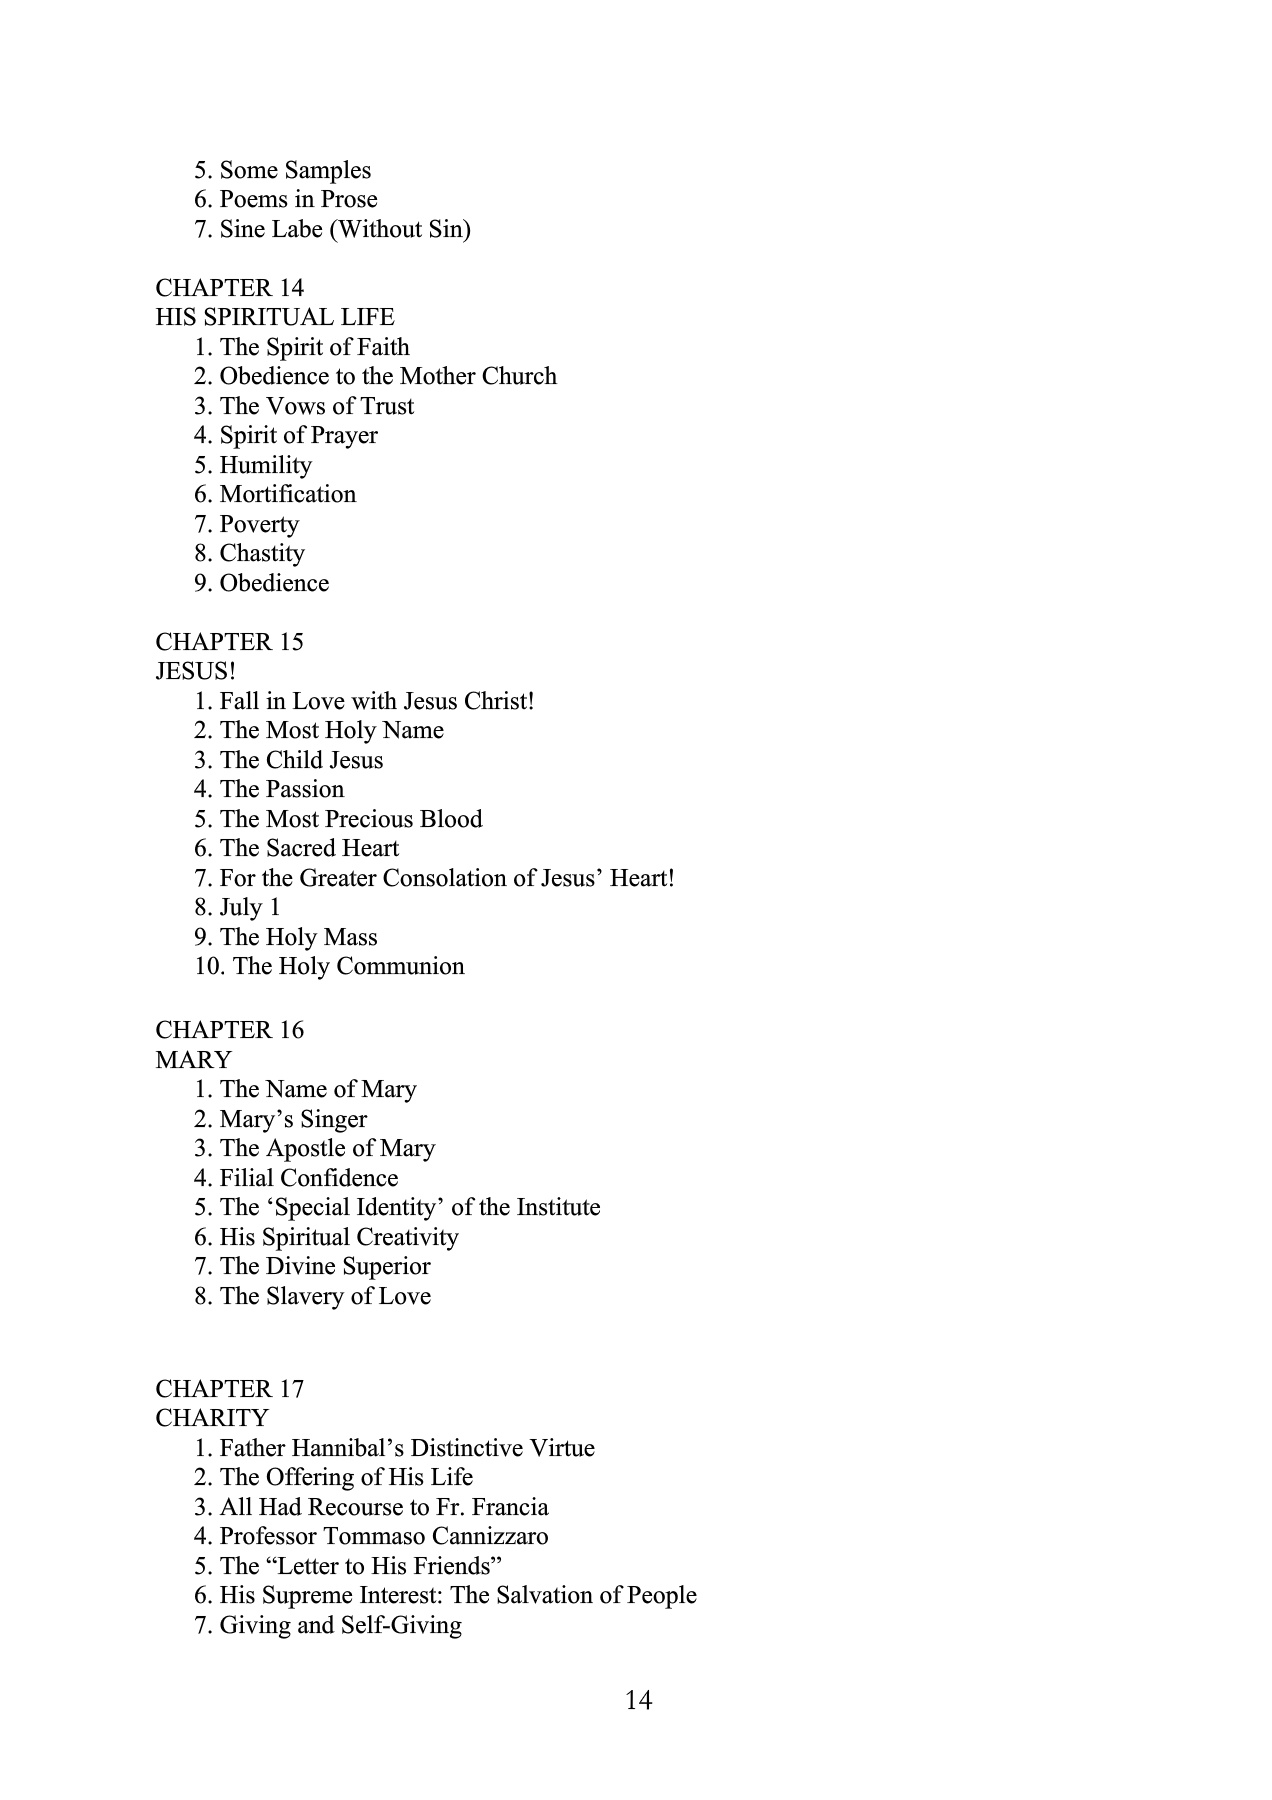 5. Some Samples
6. Poems in Prose
7. Sine Labe (Without Sin)
CHAPTER 14
HIS SPIRITUAL LIFE
1. The Spirit of Faith
2. Obedience to the Mother Church
3. The Vows of Trust
4. Spirit of Prayer
5. Humility
6. Mortification
7. Poverty
8. Chastity
9. Obedience
CHAPTER 15
JESUS!
1. Fall in Love with Jesus Christ!
2. The Most Holy Name
3. The Child Jesus
4. The Passion
5. The Most Precious Blood
6. The Sacred Heart
7. For the Greater Consolation of Jesus’ Heart!
8. July 1
9. The Holy Mass
10. The Holy Communion
CHAPTER 16
MARY
1. The Name of Mary
2. Mary’s Singer
3. The Apostle of Mary
4. Filial Confidence
5. The ‘Special Identity’ of the Institute
6. His Spiritual Creativity
7. The Divine Superior
8. The Slavery of Love
CHAPTER 17
CHARITY
1. Father Hannibal’s Distinctive Virtue
2. The Offering of His Life
3. All Had Recourse to Fr. Francia
4. Professor Tommaso Cannizzaro
5. The “Letter to His Friends”
6. His Supreme Interest: The Salvation of People
7. Giving and Self-Giving
14